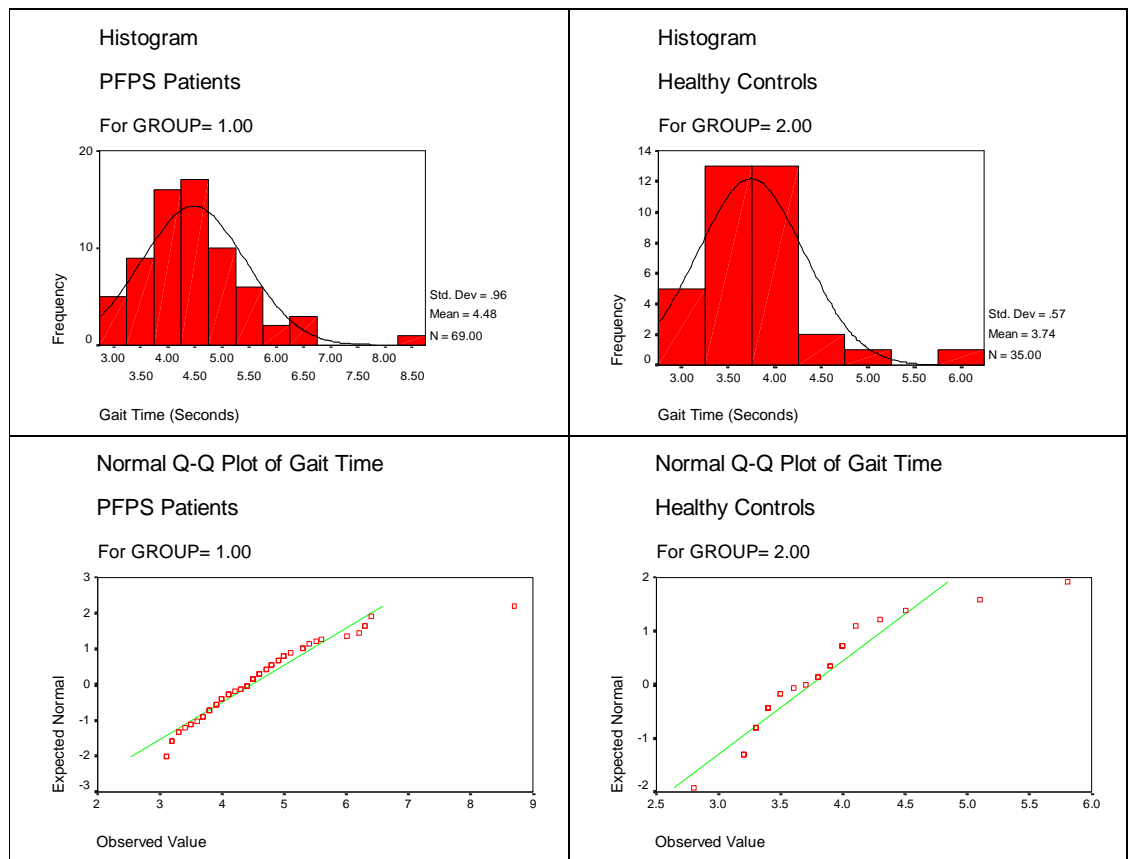 Histogram
PFPS Patients
For GROUP= 1.00
20
10
0
Frequency
Std. Dev = .96
Mean = 4.48
N = 69.00
3.00 4.00 5.00 6.00 7.00 8.00
3.50 4.50 5.50 6.50 7.50 8.50
Gait Time (Seconds)
Histogram
Healthy Controls
For GROUP= 2.00
14
12
10
8
6
4
2
0
Frequency
Std. Dev = .57
Mean = 3.74
N = 35.00
3.00 3.50 4.00 4.50 5.00 5.50 6.00
Gait Time (Seconds)
Normal Q-Q Plot of Gait Time
PFPS Patients
For GROUP= 1.00
3
2
1
0
-1
-2
-3
Expected Normal
2 3 4 5 6 7 8 9
Observed Value
Normal Q-Q Plot of Gait Time
Healthy Controls
For GROUP= 2.00
2
1
0
-1
-2
Expected Normal
2.5 3.0 3.5 4.0 4.5 5.0 5.5 6.0
Observed Value